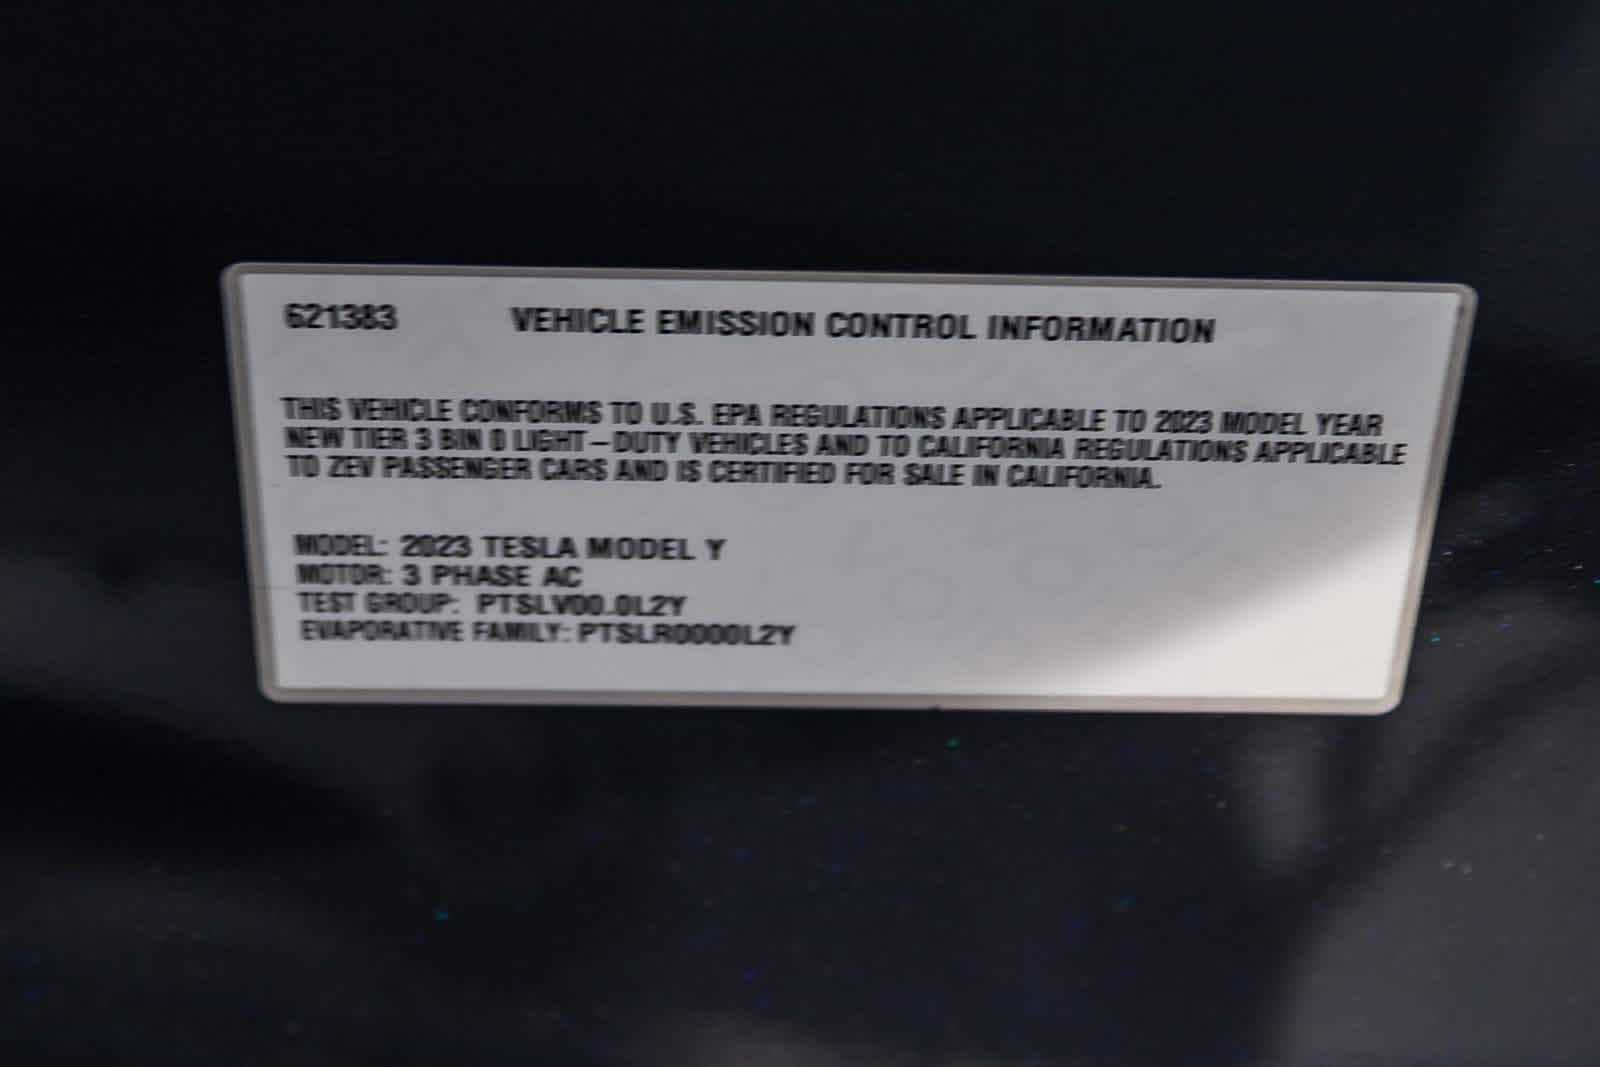 621383 VEHICLE EMISSION CONTROL INFORMATION
THIS VEHICLE CONFORMS TO U.S. EPA REGULATIONS APPLICABLE TO 2023 MODEL YEAR
NEW TIER 3 BIN 0 LIGHT-DUTY VEHICLES AND TO CALIFORNIA REGULATIONS APPLICABLE
TO ZEV PASSENGER CARS AND IS CERTIFIED FOR SALE IN CALIFORNIA.
MODEL: 2023 TESLA MODEL Y
MOTOR: 3 PHASE AC
TEST GROUP: PTSLV00.0L2Y
EVAPORATIVE FAMILY: PTSLR0000L2Y